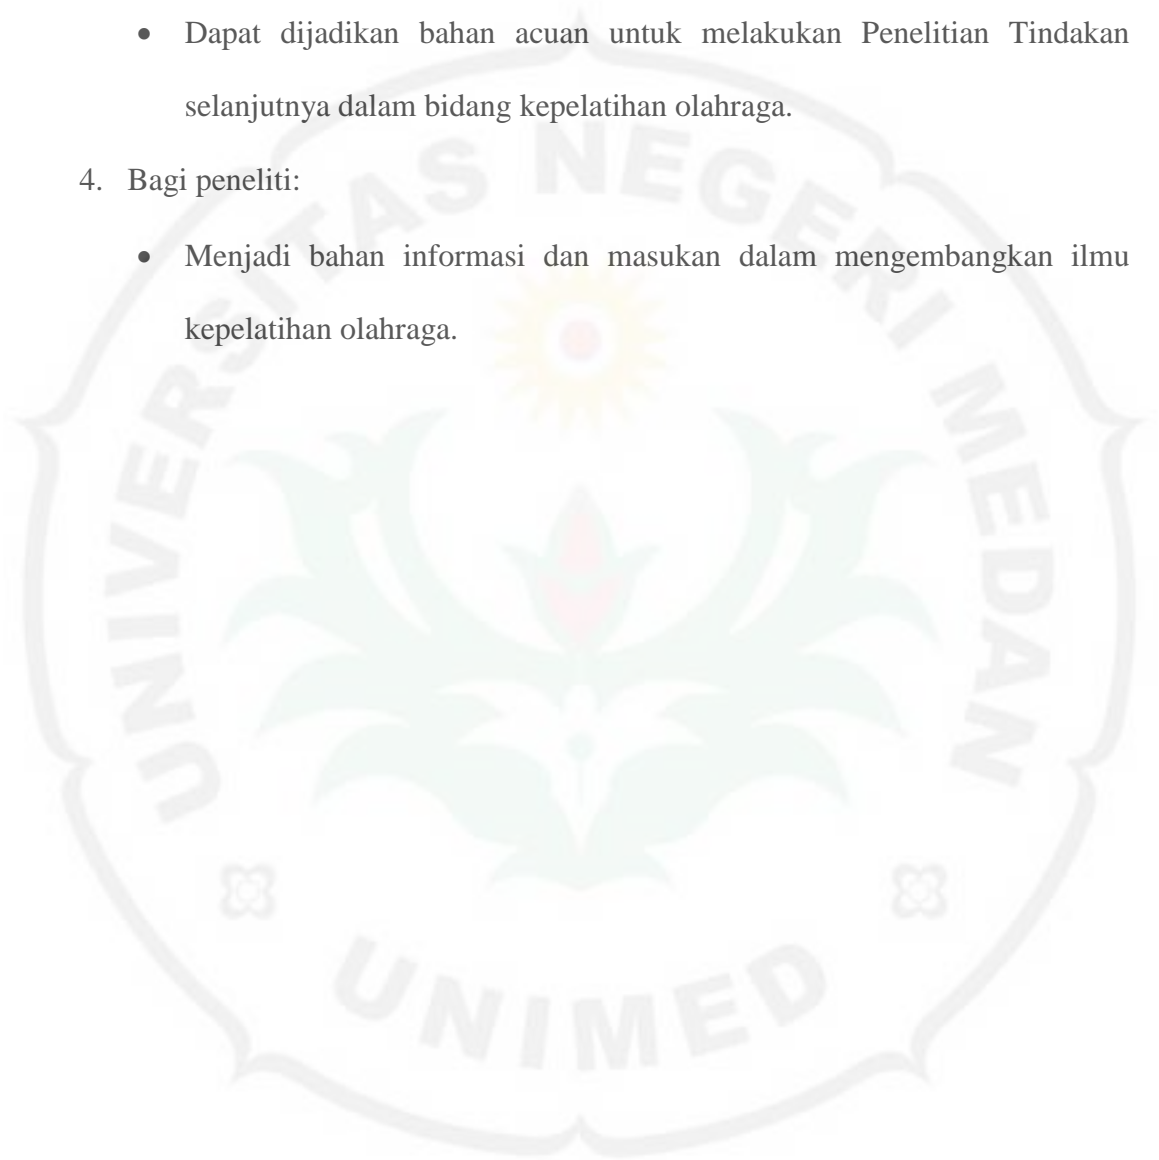 • Dapat dijadikan bahan acuan untuk melakukan Penelitian Tindakan
selanjutnya dalam bidang kepelatihan olahraga.
4. Bagi peneliti:
• Menjadi bahan informasi dan masukan dalam mengembangkan ilmu
kepelatihan olahraga.
UNIVERSITAS NEGERI MEDAN
UNIMED